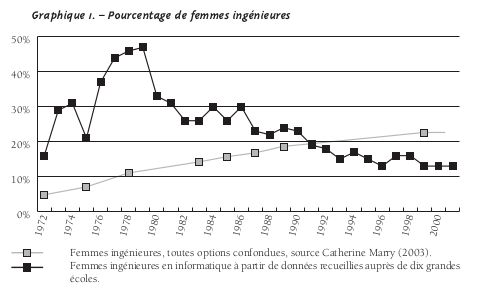 Graphique 1. – Pourcentage de femmes ingénieures
50%
40%
30%
20%
10%
0%
1972 1974 1976 1978 1980 1982 1984 1986 1988 1990 1992 1994 1996 1998 2000
Femmes ingénieures, toutes options confondues, source Catherine Marry (2003).
Femmes ingénieures en informatique à partir de données recueillies auprès de dix grandes
écoles.